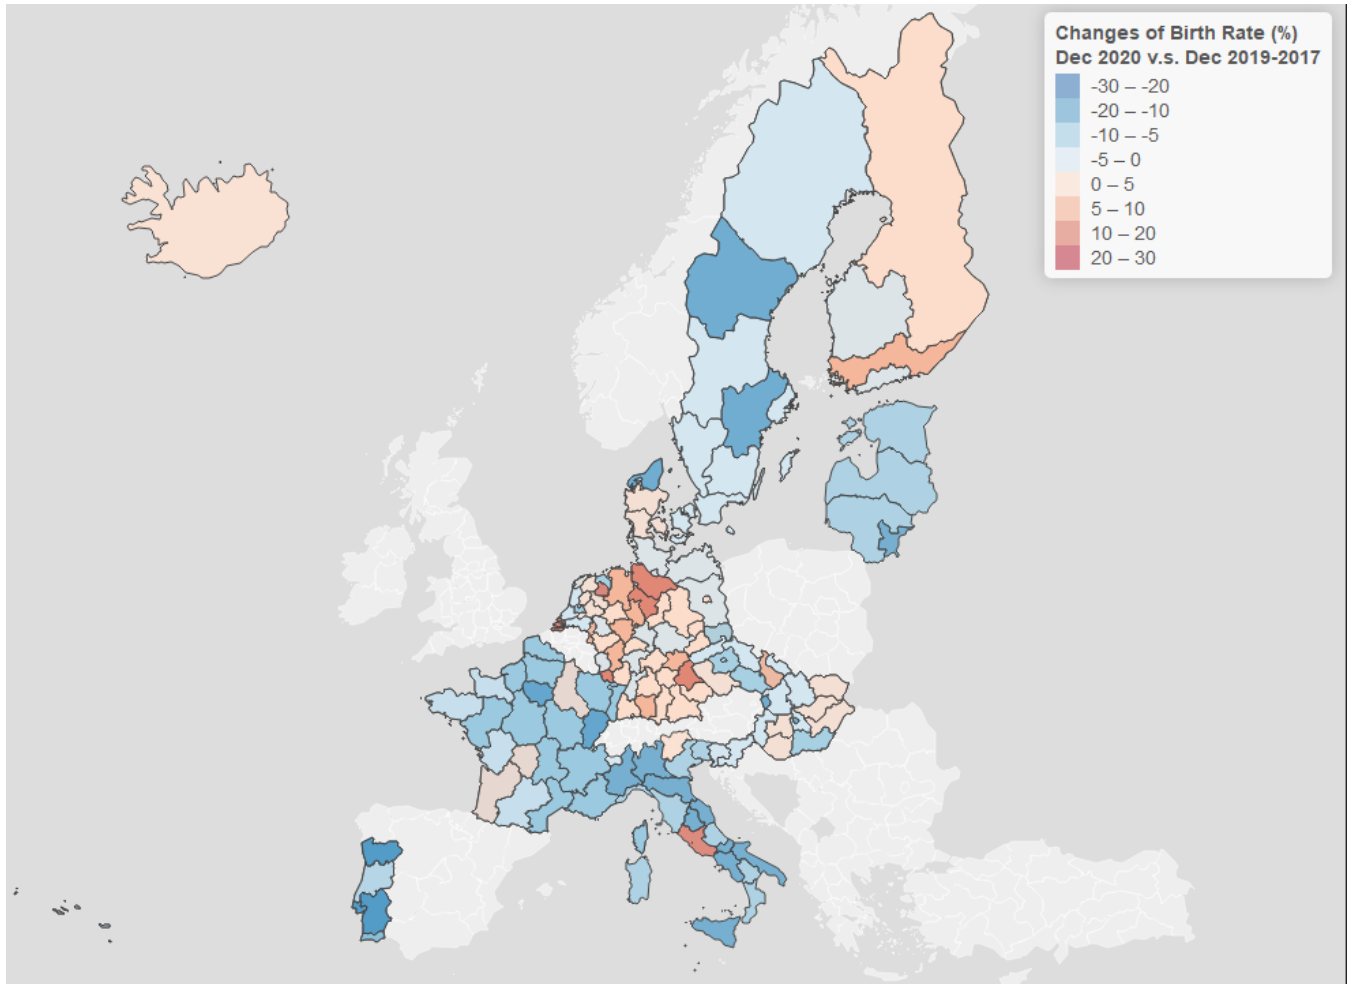 Changes of Birth Rate (%)
Dec 2020 v.s. Dec 2019-2017
-30 – -20
-20 – -10
-10 – -5
-5 – 0
0 – 5
5 – 10
10 – 20
20 – 30